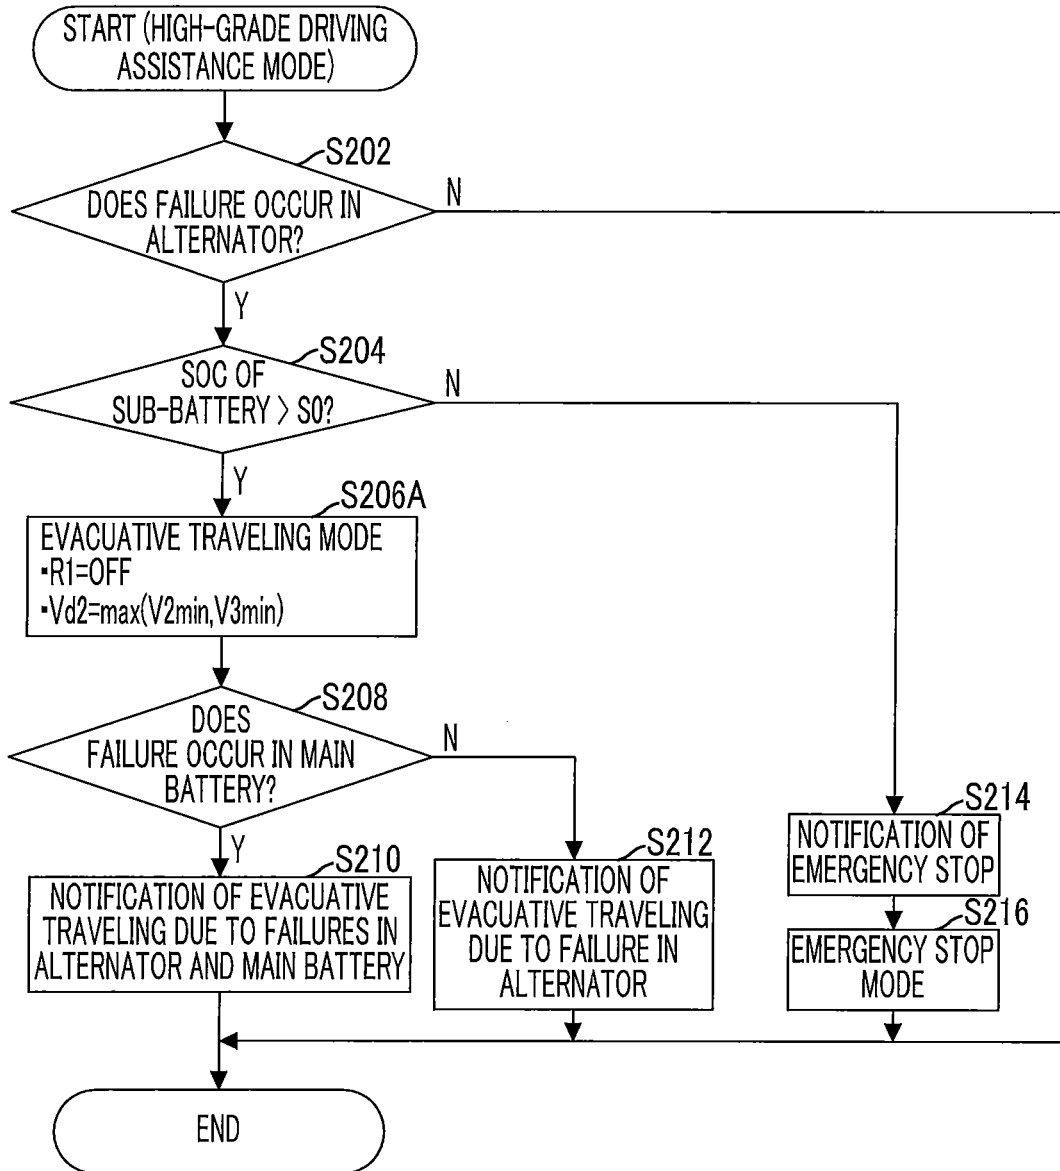 START (HIGH-GRADE DRIVING
ASSISTANCE MODE)
S202
DOES FAILURE OCCUR IN
ALTERNATOR?
N
Y
S204
SOC OF
SUB-BATTERY > S0?
N
Y
S206A
EVACUATIVE TRAVELING MODE
▪R1=OFF
▪Vd2=max(V2min,V3min)
S208
DOES
FAILURE OCCUR IN MAIN
BATTERY?
N
Y
S210
NOTIFICATION OF EVACUATIVE
TRAVELING DUE TO FAILURES IN
ALTERNATOR AND MAIN BATTERY
S212
NOTIFICATION OF
EVACUATIVE TRAVELING
DUE TO FAILURE IN
ALTERNATOR
S214
NOTIFICATION OF
EMERGENCY STOP
S216
EMERGENCY STOP
MODE
END